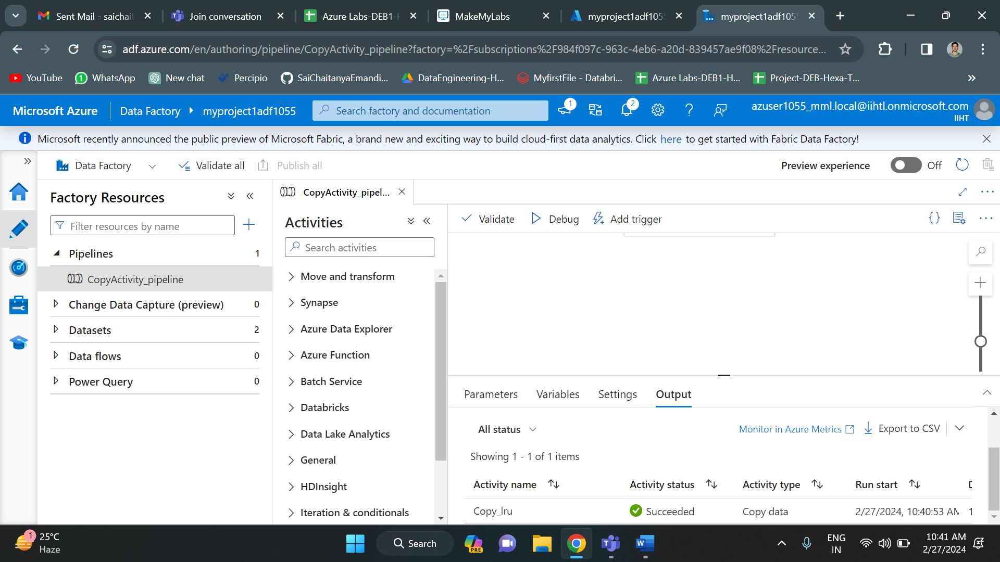 Sent Mail - saichait
Join conversation
Azure Labs-DEB1-H
MakeMyLabs
myproject1adf1055
myproject1adf1055
adf.azure.com/en/authoring/pipeline/CopyActivity_pipeline?factory=%2Fsubscriptions%2F984f097c-963c-4eb6-a20d-839457ae9f08%2Fresource...
YouTube
WhatsApp
New chat
Percipio
SaiChaitanyaEmandi...
DataEngineering-H...
MyfirstFile - Databri...
Azure Labs-DEB1-H...
Project-DEB-Hexa-T...
Microsoft Azure
Data Factory
myproject1adf1055
Search factory and documentation
1
2
azuser1055_mml.local@iihtl.onmicrosoft.com
IIHT
Microsoft recently announced the public preview of Microsoft Fabric, a brand new and exciting way to build cloud-first data analytics. Click here to get started with Fabric Data Factory!
Data Factory
Validate all
Publish all
Preview experience
Off
Factory Resources
Filter resources by name
Pipelines 1
CopyActivity_pipeline
Change Data Capture (preview) 0
Datasets 2
Data flows 0
Power Query 0
CopyActivity_pipel...
Activities
Search activities
Move and transform
Synapse
Azure Data Explorer
Azure Function
Batch Service
Databricks
Data Lake Analytics
General
HDInsight
Iteration & conditionals
Validate
Debug
Add trigger
Parameters
Variables
Settings
Output
All status
Monitor in Azure Metrics
Export to CSV
Showing 1 - 1 of 1 items
Activity name Activity status Activity type Run start
Copy_lru Succeeded Copy data 2/27/2024, 10:40:53 AM 1
1
25°C
Haze
Search
PRE
ENG
IN
10:41 AM
2/27/2024